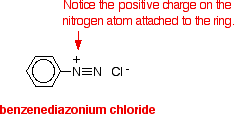 Notice the positive charge on the
nitrogen atom attached to the ring.
+
N≡N Cl -
benzenediazonium chloride